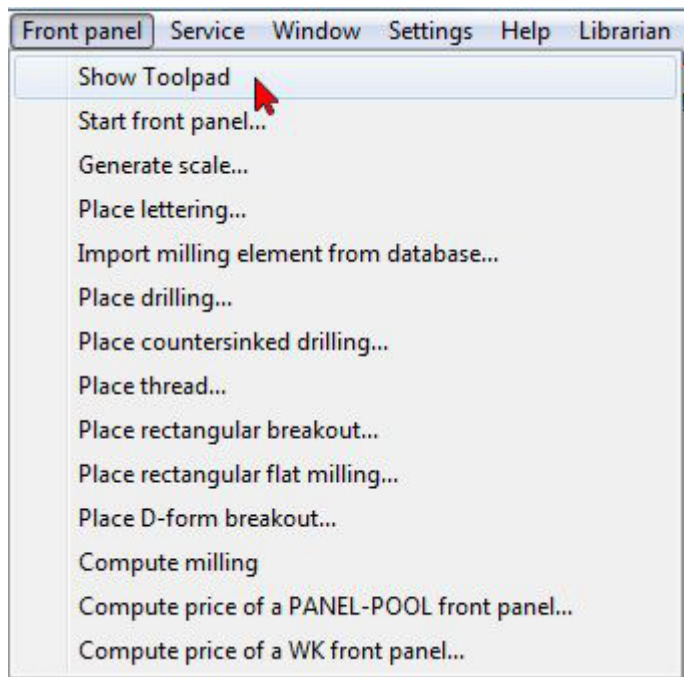 Front panel Service Window Settings Help Librarian
Show Toolpad
Start front panel...
Generate scale...
Place lettering...
Import milling element from database...
Place drilling...
Place countersinked drilling...
Place thread...
Place rectangular breakout...
Place rectangular flat milling...
Place D-form breakout...
Compute milling
Compute price of a PANEL-POOL front panel...
Compute price of a WK front panel...